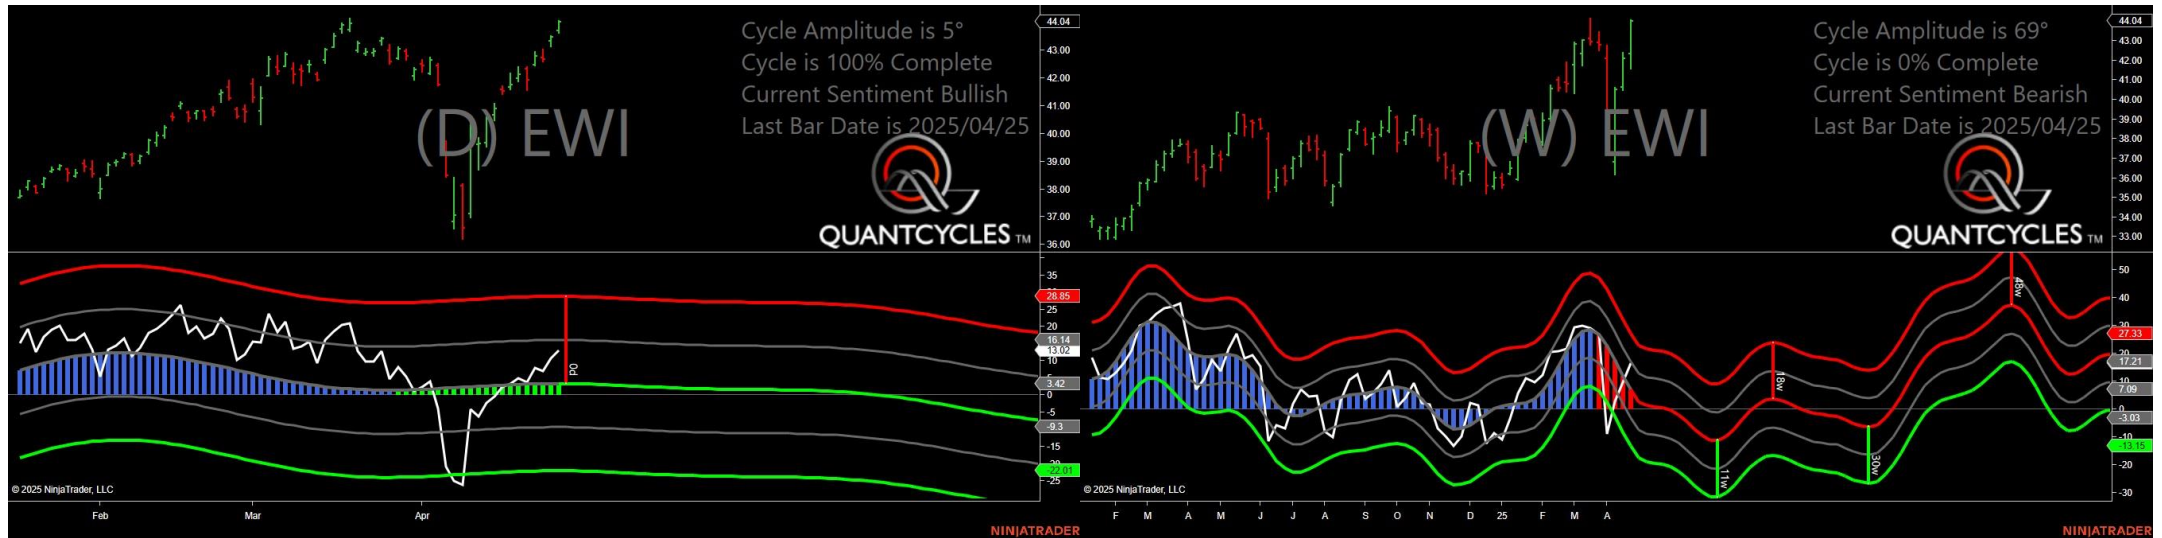 Cycle Amplitude is 5°
Cycle is 100% Complete
Current Sentiment Bullish
Last Bar Date is 2025/04/25
(D) EWI
QUANTCYCLES TM
44.04
43.00
42.00
41.00
40.00
39.00
38.00
37.00
36.00
35
28.85
25
20
16.14
13.02
10
3.42
0
-5
-9.3
-15
-22.01
-25
P0
© 2025 NinjaTrader, LLC
Feb Mar Apr
NINJATRADER
Cycle Amplitude is 69°
Cycle is 0% Complete
Current Sentiment Bearish
Last Bar Date is 2025/04/25
(W) EWI
QUANTCYCLES TM
44.04
43.00
42.00
41.00
40.00
39.00
38.00
37.00
36.00
35.00
34.00
33.00
50
40
30
27.33
20
17.21
10
7.09
0
-3.03
-10
-13.15
-20
-30
11w
18w
30w
48w
© 2025 NinjaTrader, LLC
F M A M J J A S O N D 25 F M A
NINJATRADER